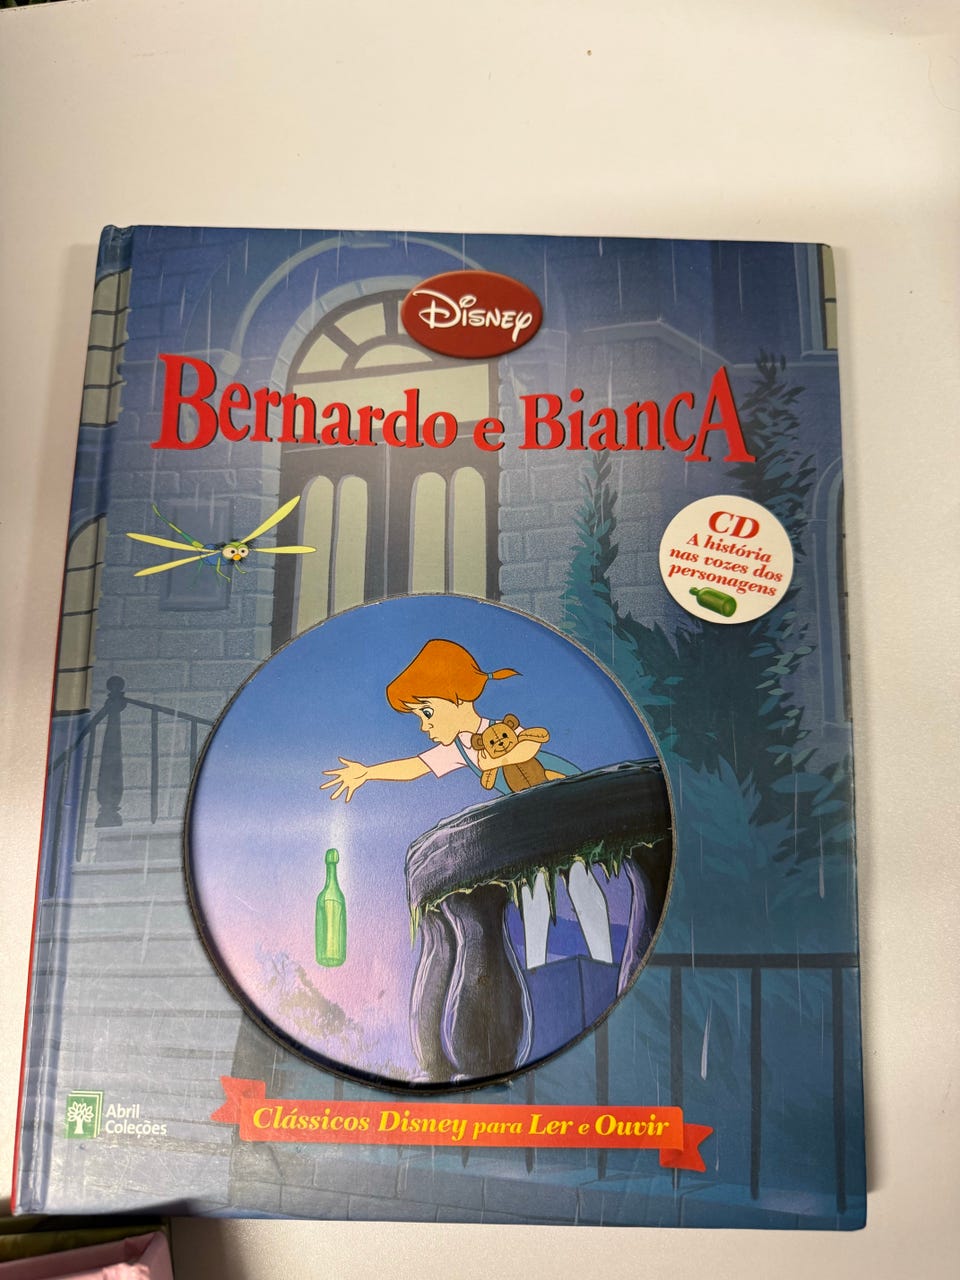 Disney
Bernardo e Bianca
CD
A história
nas vozes dos
personagens
Abril
Coleções
Clássicos Disney para Ler e Ouvir